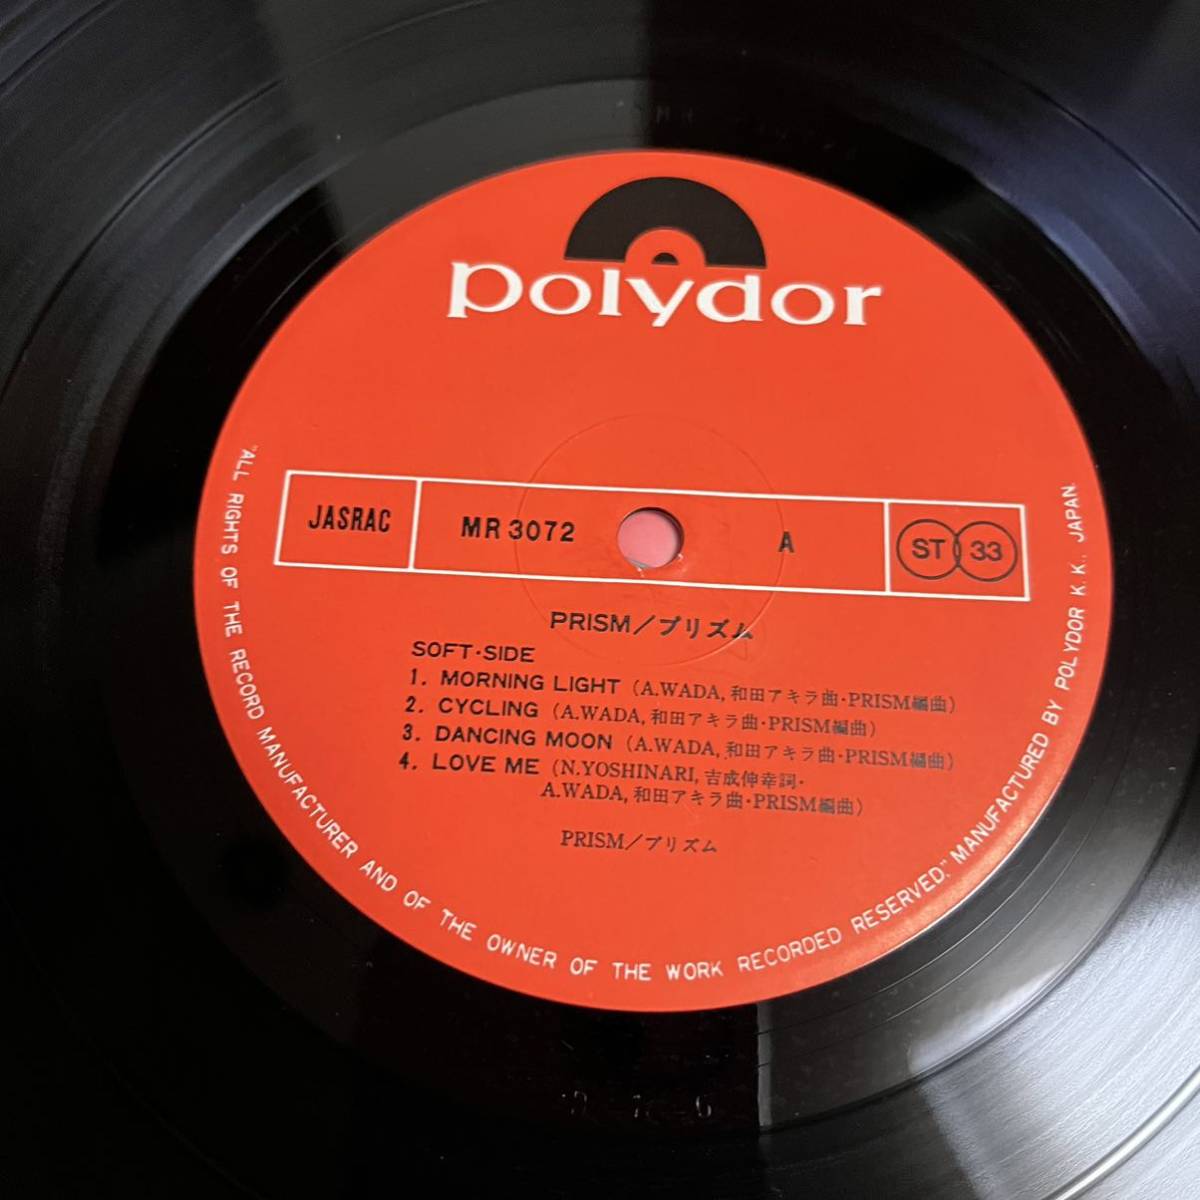 polydor
JASRAC MR 3072 A ST 33
PRISM／プリズム
SOFT・SIDE
1. MORNING LIGHT (A.WADA, 和田アキラ曲・PRISM編曲)
2. CYCLING (A.WADA, 和田アキラ曲・PRISM編曲)
3. DANCING MOON (A.WADA, 和田アキラ曲・PRISM編曲)
4. LOVE ME (N.YOSHINARI, 吉成伸幸詞・
A.WADA, 和田アキラ曲・PRISM編曲)
PRISM／プリズム
"ALL RIGHTS OF THE RECORD MANUFACTURER AND OF THE OWNER OF THE WORK RECORDED RESERVED." MANUFACTURED BY POLYDOR K.K., JAPAN.